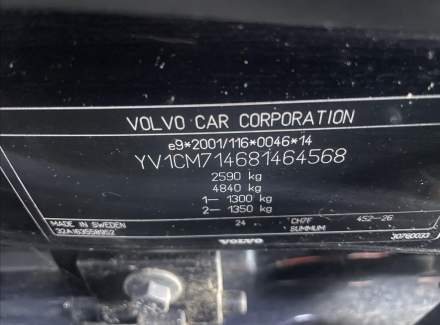 VOLVO CAR CORPORATION
e9*2001/116*0046*14
YV1CM714681464568
2590 kg
4840 kg
1- 1300 kg
2- 1350 kg
MADE IN SWEDEN 24 CH7F 452-26
SUMMUM
VOLVO 30760033